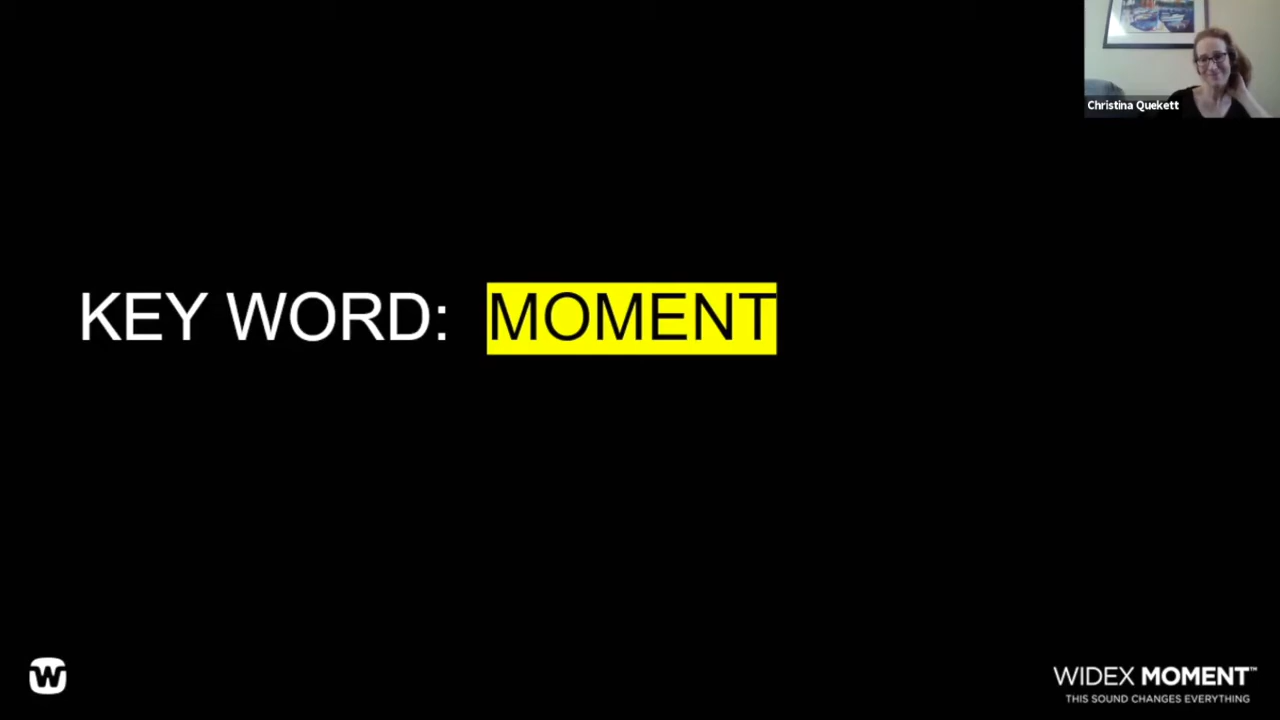 Christina Quekett
KEY WORD: MOMENT
W
WIDEX MOMENT™
THIS SOUND CHANGES EVERYTHING